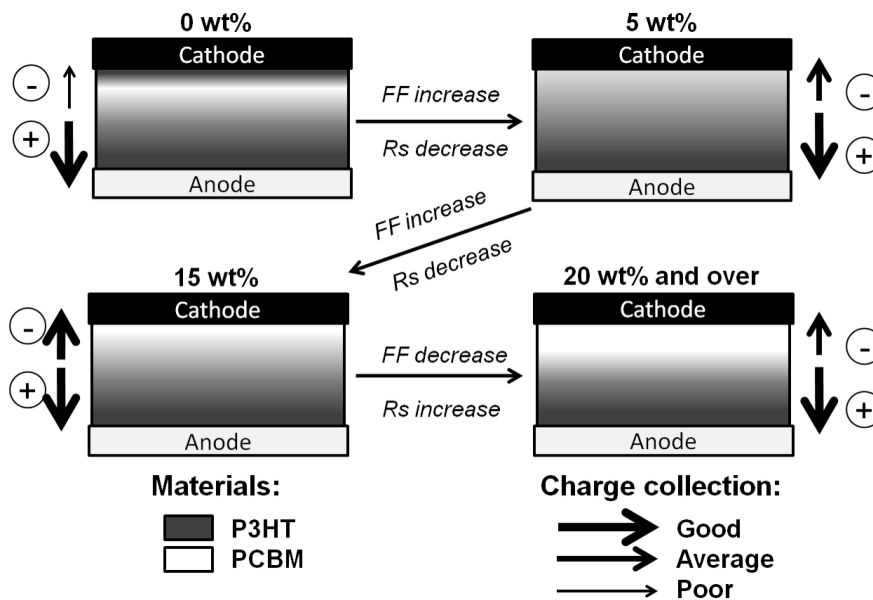 0 wt%
Cathode
-
+
Anode
FF increase
Rs decrease
5 wt%
Cathode
-
+
Anode
FF increase
Rs decrease
15 wt%
Cathode
-
+
Anode
FF decrease
Rs increase
20 wt% and over
Cathode
-
+
Anode
Materials:
P3HT
PCBM
Charge collection:
Good
Average
Poor